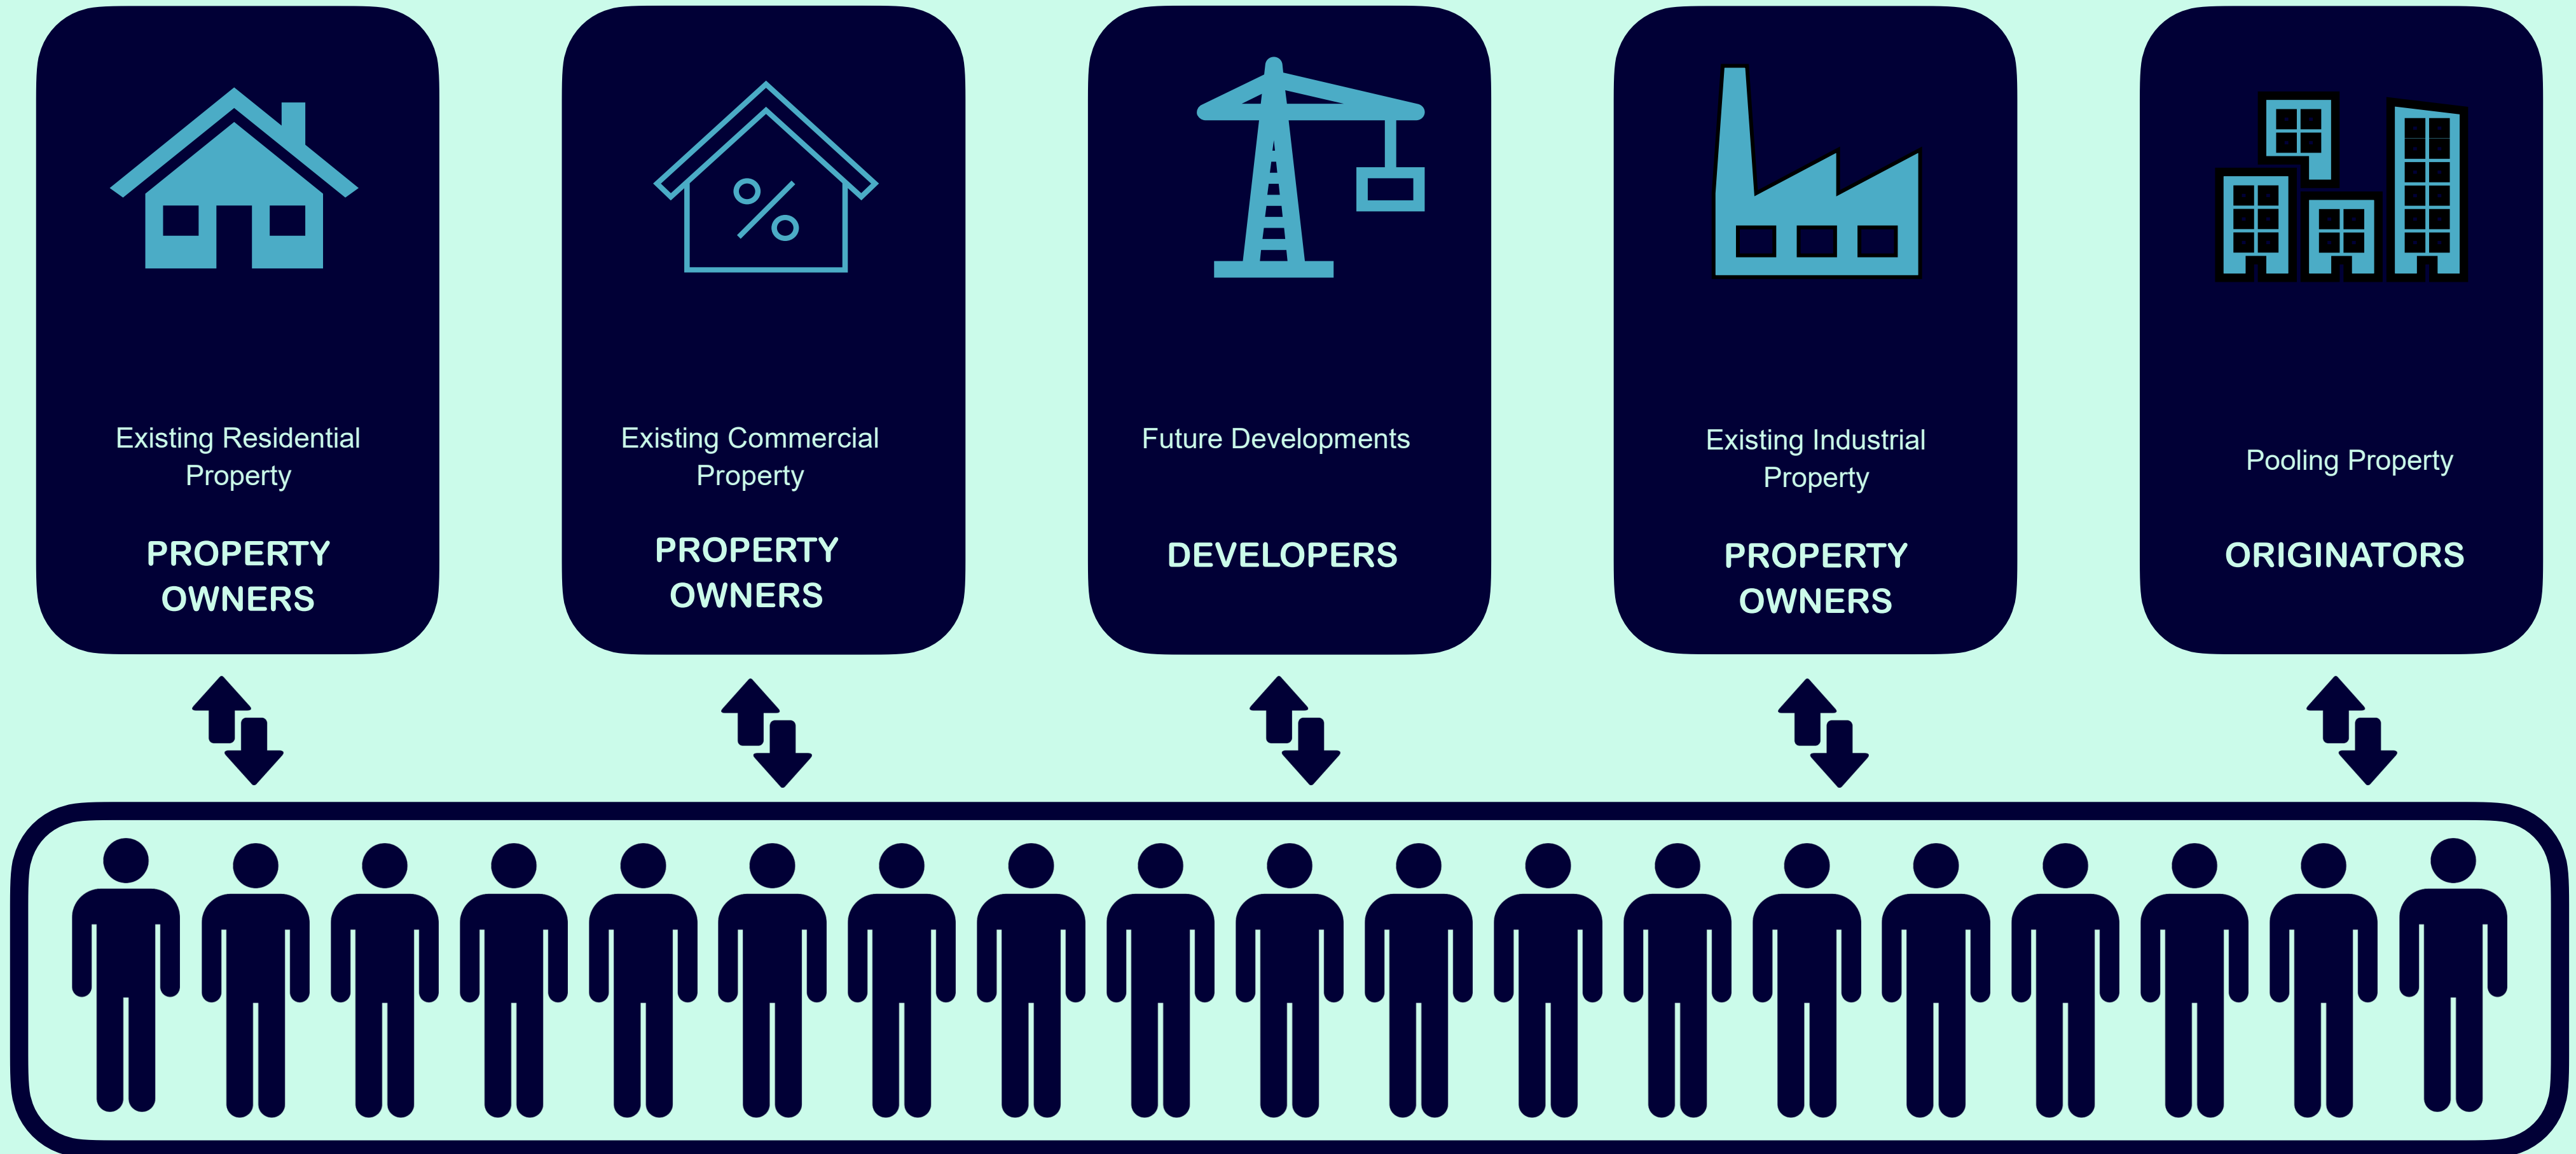 Existing Residential
Property
PROPERTY
OWNERS
Existing Commercial
Property
PROPERTY
OWNERS
Future Developments
DEVELOPERS
Existing Industrial
Property
PROPERTY
OWNERS
Pooling Property
ORIGINATORS
%